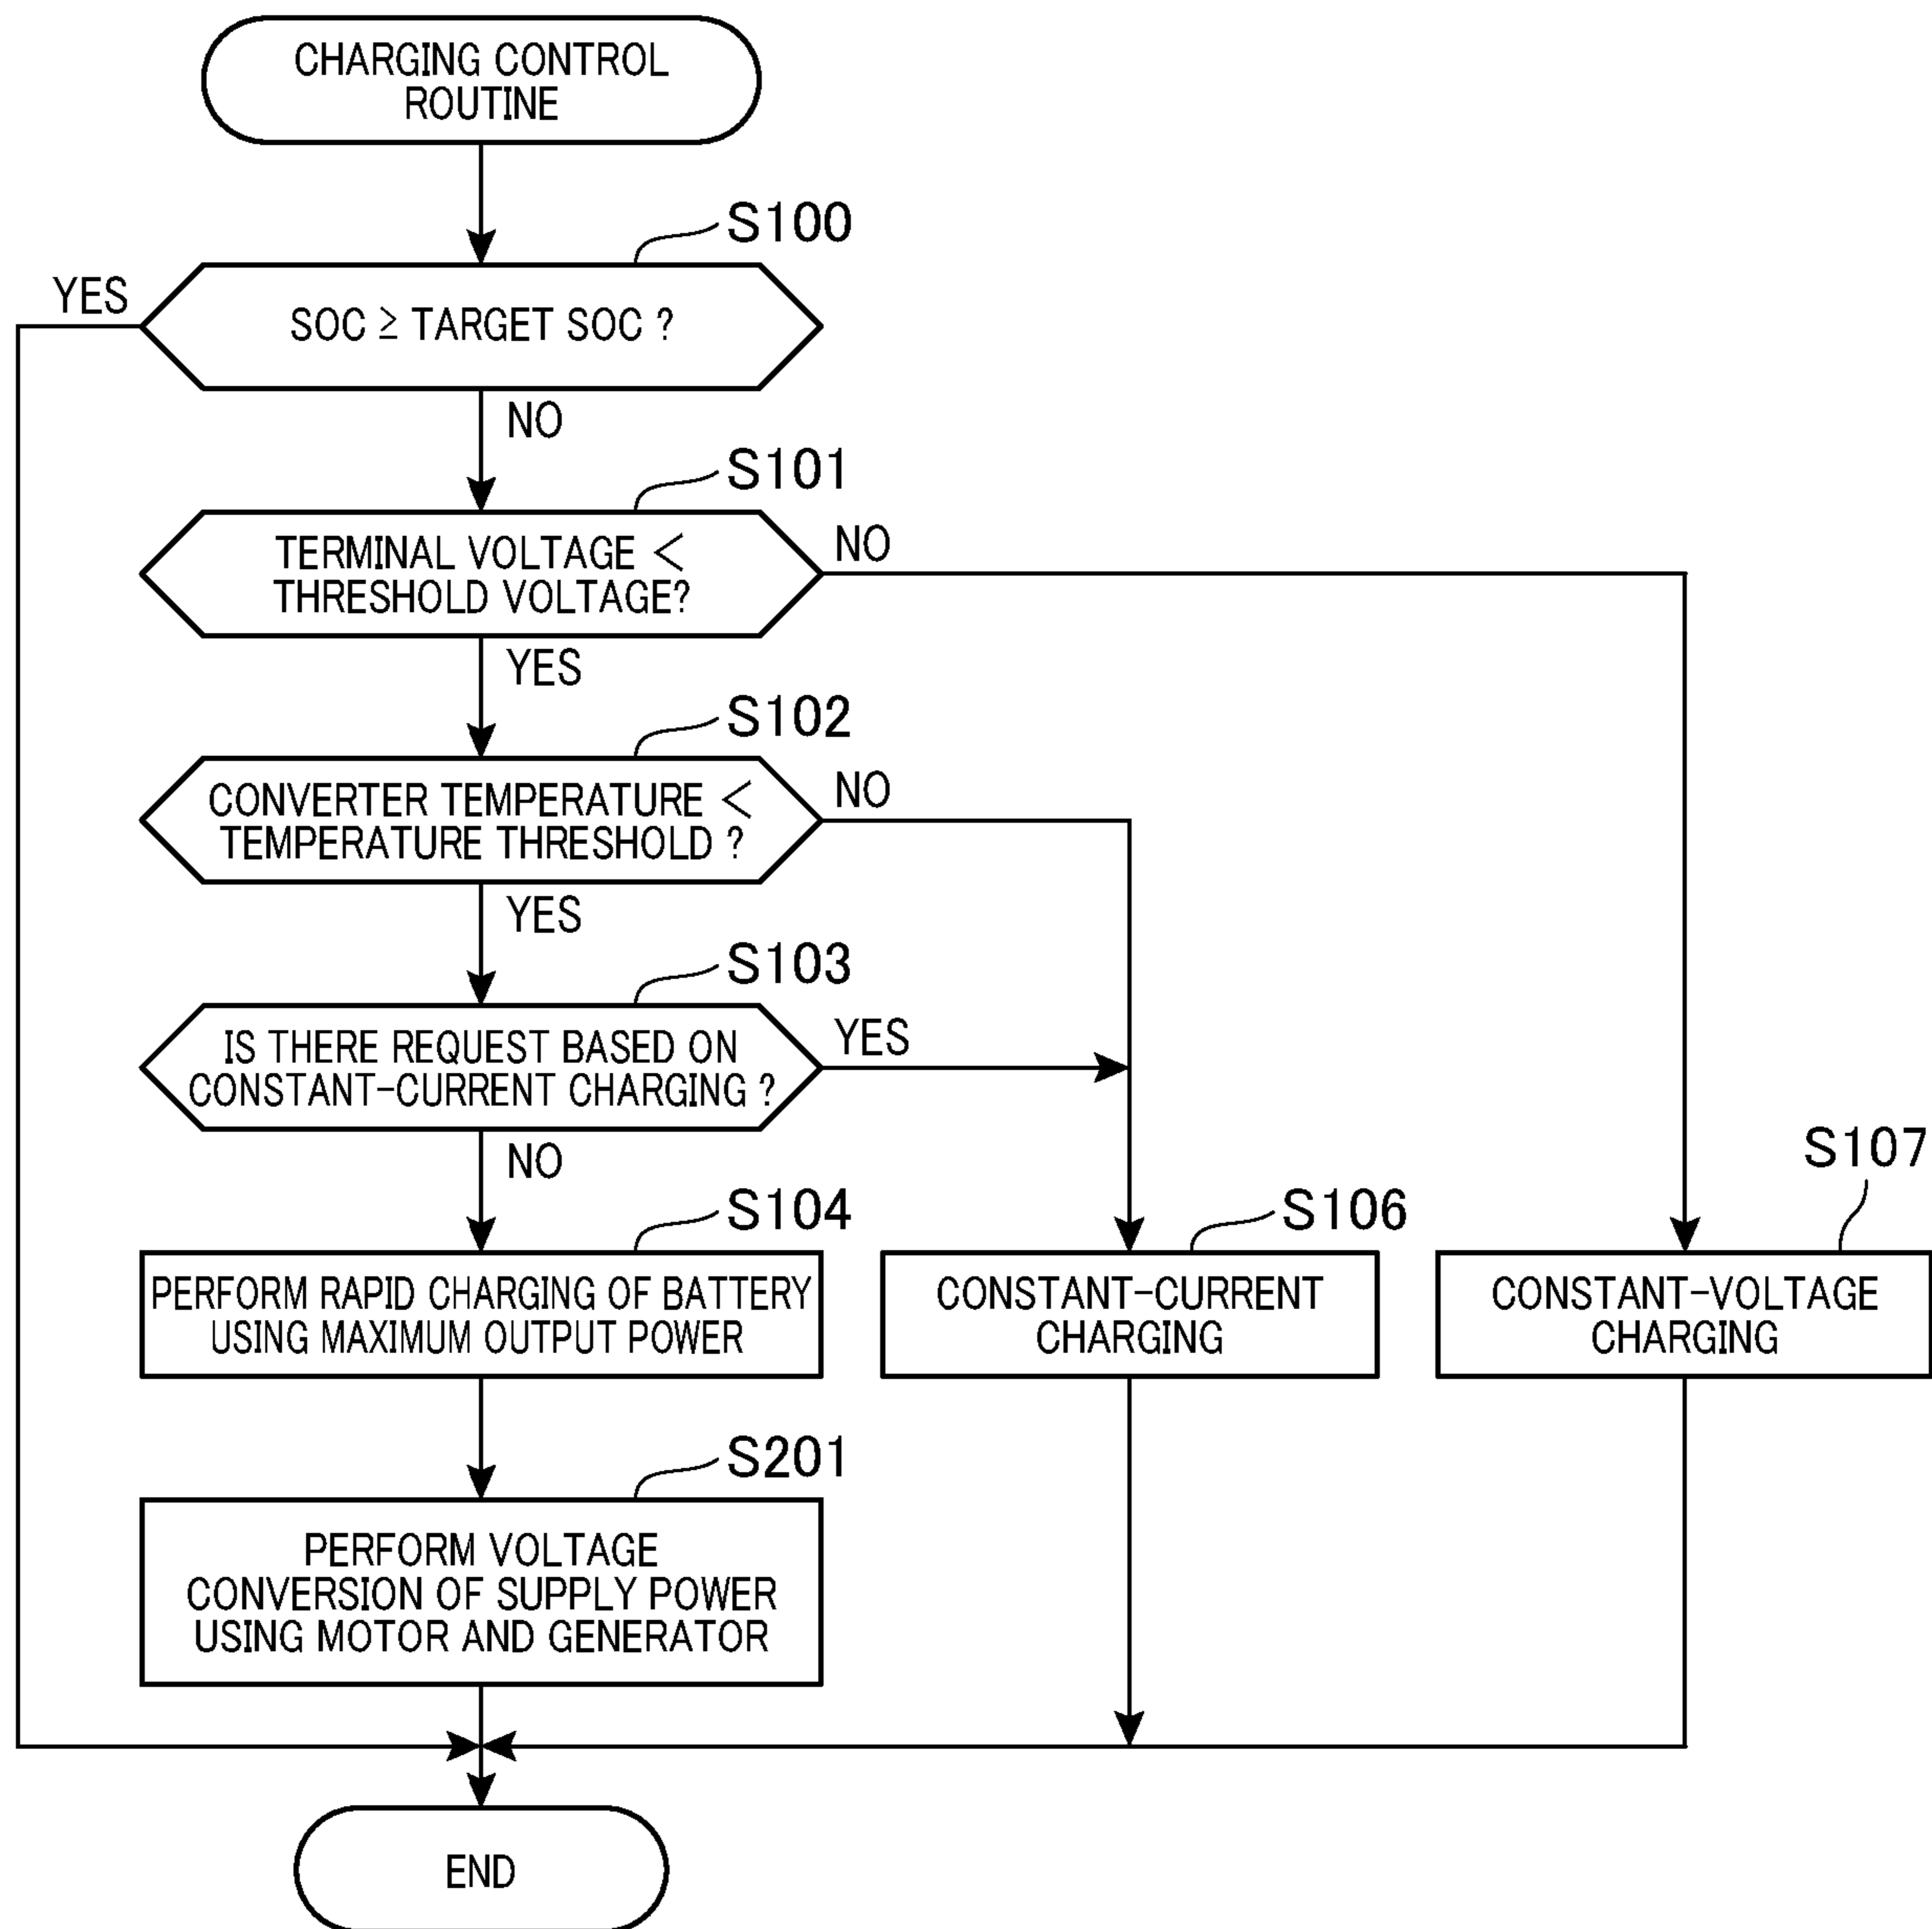 CHARGING CONTROL
ROUTINE
S100
YES
SOC ≥ TARGET SOC ?
NO
S101
TERMINAL VOLTAGE <
THRESHOLD VOLTAGE?
NO
YES
S102
CONVERTER TEMPERATURE <
TEMPERATURE THRESHOLD ?
NO
YES
S103
IS THERE REQUEST BASED ON
CONSTANT-CURRENT CHARGING ?
YES
NO
S104
PERFORM RAPID CHARGING OF BATTERY
USING MAXIMUM OUTPUT POWER
S106
CONSTANT-CURRENT
CHARGING
S107
CONSTANT-VOLTAGE
CHARGING
S201
PERFORM VOLTAGE
CONVERSION OF SUPPLY POWER
USING MOTOR AND GENERATOR
END